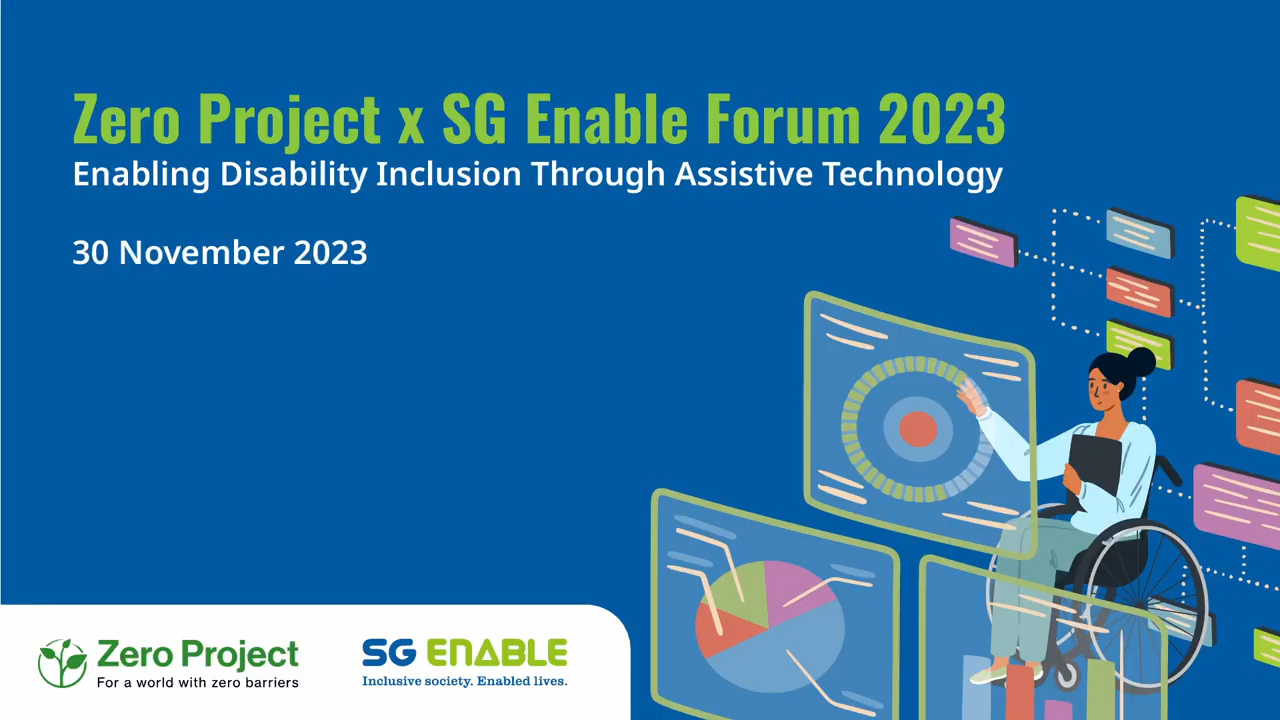 Zero Project x SG Enable Forum 2023
Enabling Disability Inclusion Through Assistive Technology
30 November 2023
Zero Project
For a world with zero barriers
SG ENABLE
Inclusive society. Enabled lives.